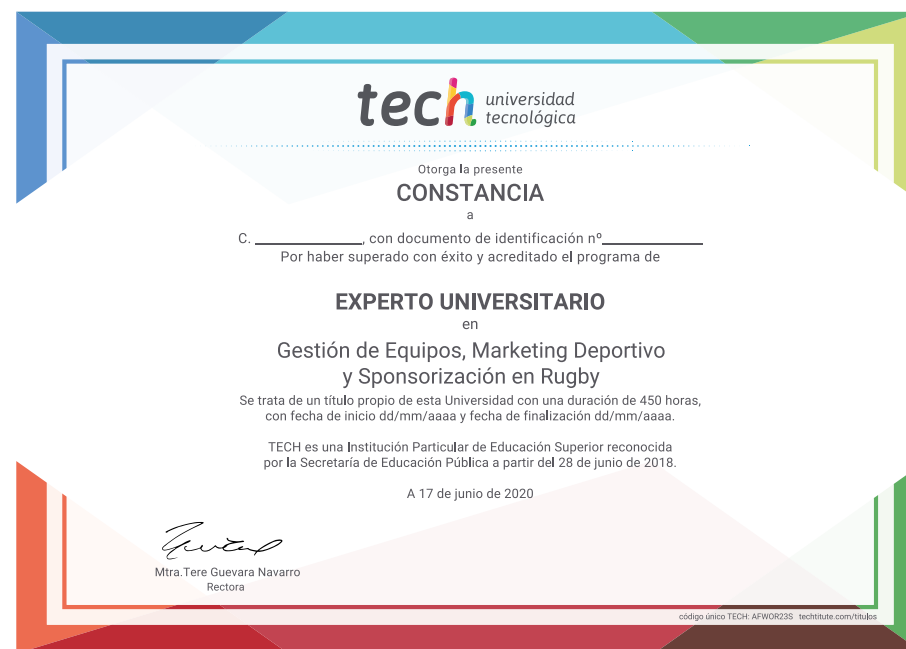 tech universidad
tecnológica
Otorga la presente
CONSTANCIA
a
C. ____________, con documento de identificación nº____________
Por haber superado con éxito y acreditado el programa de
EXPERTO UNIVERSITARIO
en
Gestión de Equipos, Marketing Deportivo
y Sponsorización en Rugby
Se trata de un título propio de esta Universidad con una duración de 450 horas,
con fecha de inicio dd/mm/aaaa y fecha de finalización dd/mm/aaaa.
TECH es una Institución Particular de Educación Superior reconocida
por la Secretaría de Educación Pública a partir del 28 de junio de 2018.
A 17 de junio de 2020
Mtra.Tere Guevara Navarro
Rectora
código único TECH: AFWOR23S techtitute.com/titulos